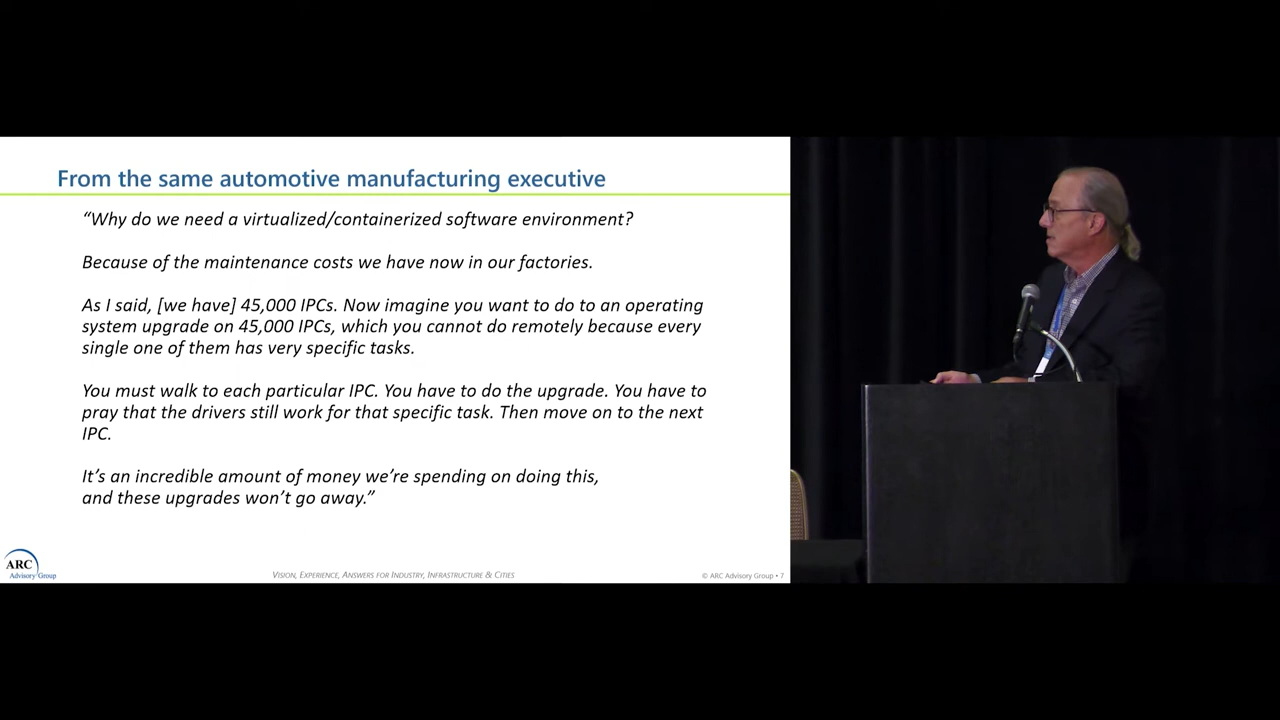 From the same automotive manufacturing executive
“Why do we need a virtualized/containerized software environment?
Because of the maintenance costs we have now in our factories.
As I said, [we have] 45,000 IPCs. Now imagine you want to do to an operating
system upgrade on 45,000 IPCs, which you cannot do remotely because every
single one of them has very specific tasks.
You must walk to each particular IPC. You have to do the upgrade. You have to
pray that the drivers still work for that specific task. Then move on to the next
IPC.
It’s an incredible amount of money we’re spending on doing this,
and these upgrades won’t go away.”
ARC
Advisory Group
Vision, Experience, Answers for Industry, Infrastructure & Cities
© ARC Advisory Group • 7